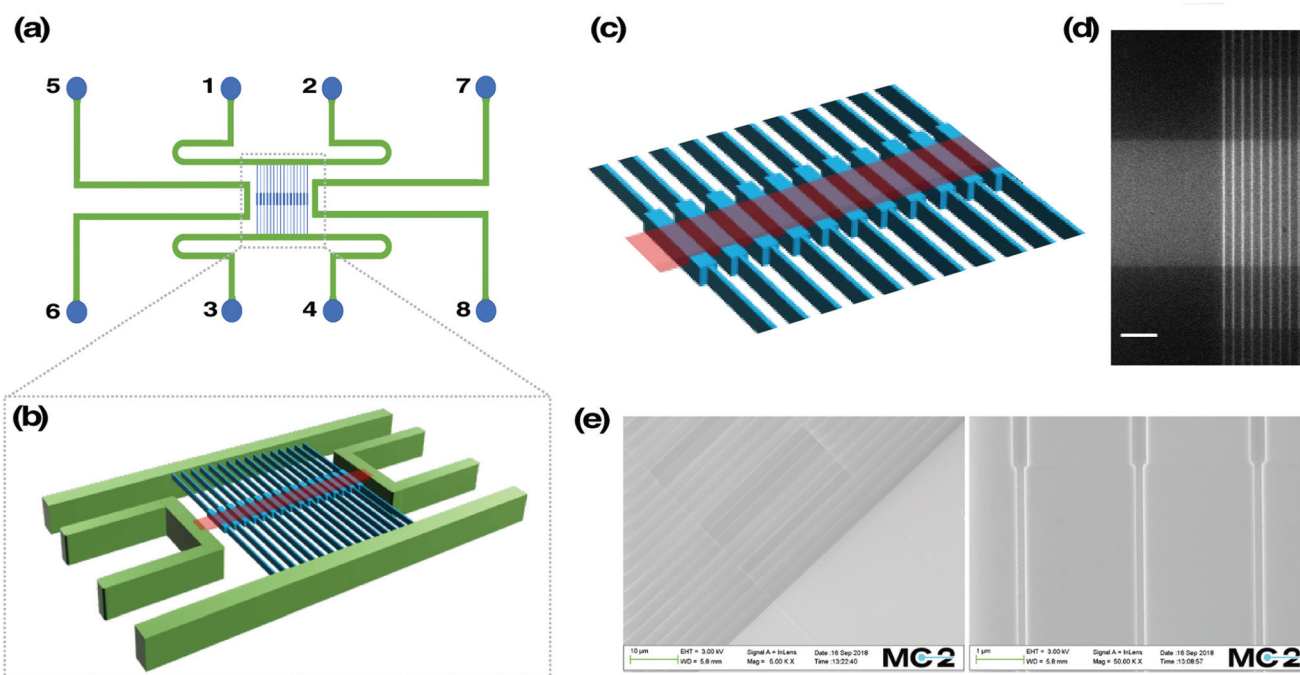 (a)
5
1
2
7
6
3
4
8
(b)
(c)
(d)
(e)
10 µm
EHT = 3.00 kV
WD = 5.8 mm
Signal A = InLens
Mag = 5.00 K X
Date :16 Sep 2018
Time :13:22:40
MC2
1 µm
EHT = 3.00 kV
WD = 5.8 mm
Signal A = InLens
Mag = 50.00 K X
Date :16 Sep 2018
Time :13:08:57
MC2